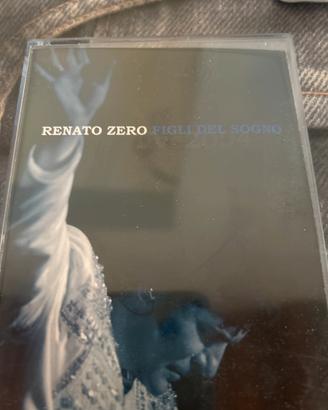 RENATO ZERO FIGLI DEL SOGNO